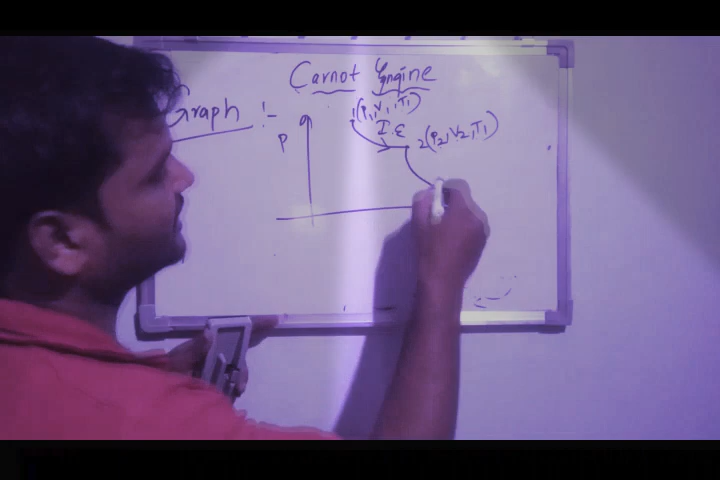 Carnot Engine
Graph :-
1(P1, V1, T1)
I.E
2(P2, V2, T1)
P